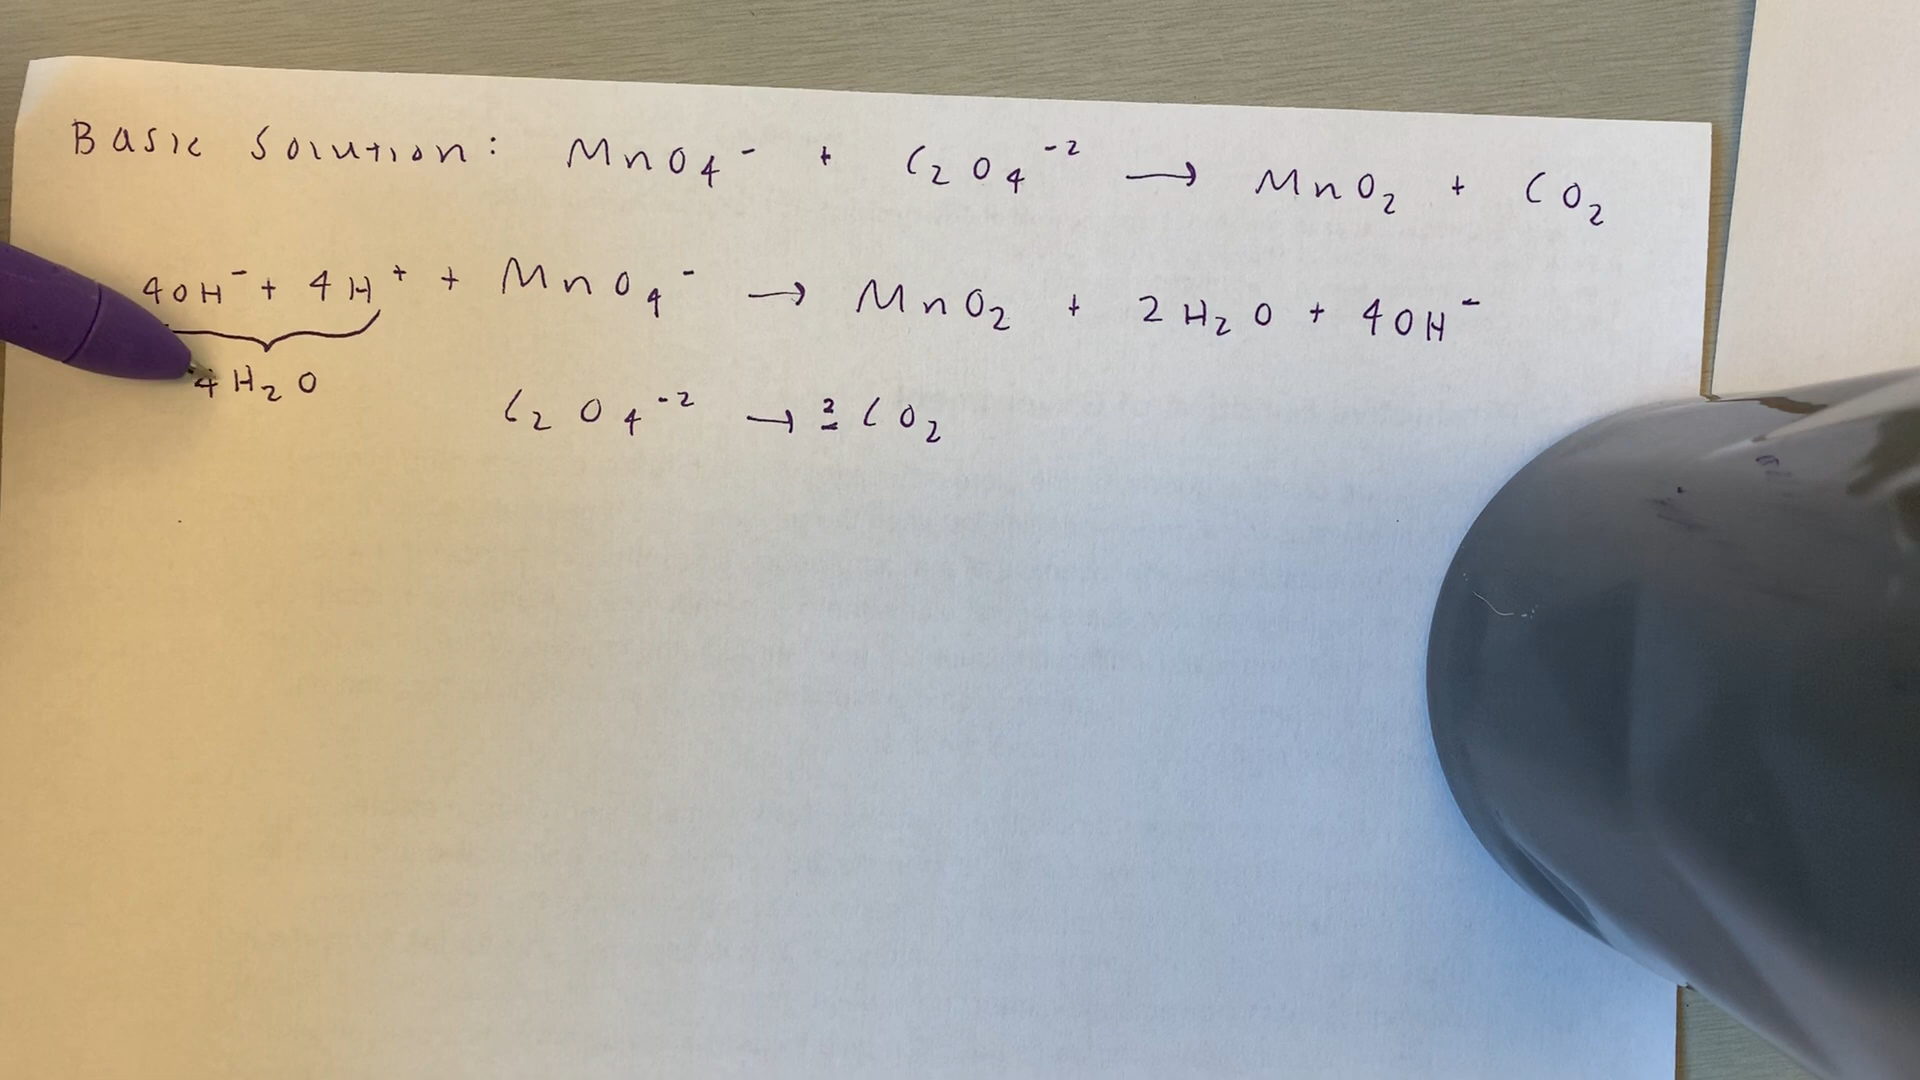 Basic Solution: MnO₄⁻ + C₂O₄⁻² → MnO₂ + CO₂
4OH⁻ + 4H⁺ + MnO₄⁻ → MnO₂ + 2H₂O + 4OH⁻
4H₂O
C₂O₄⁻² → 2CO₂